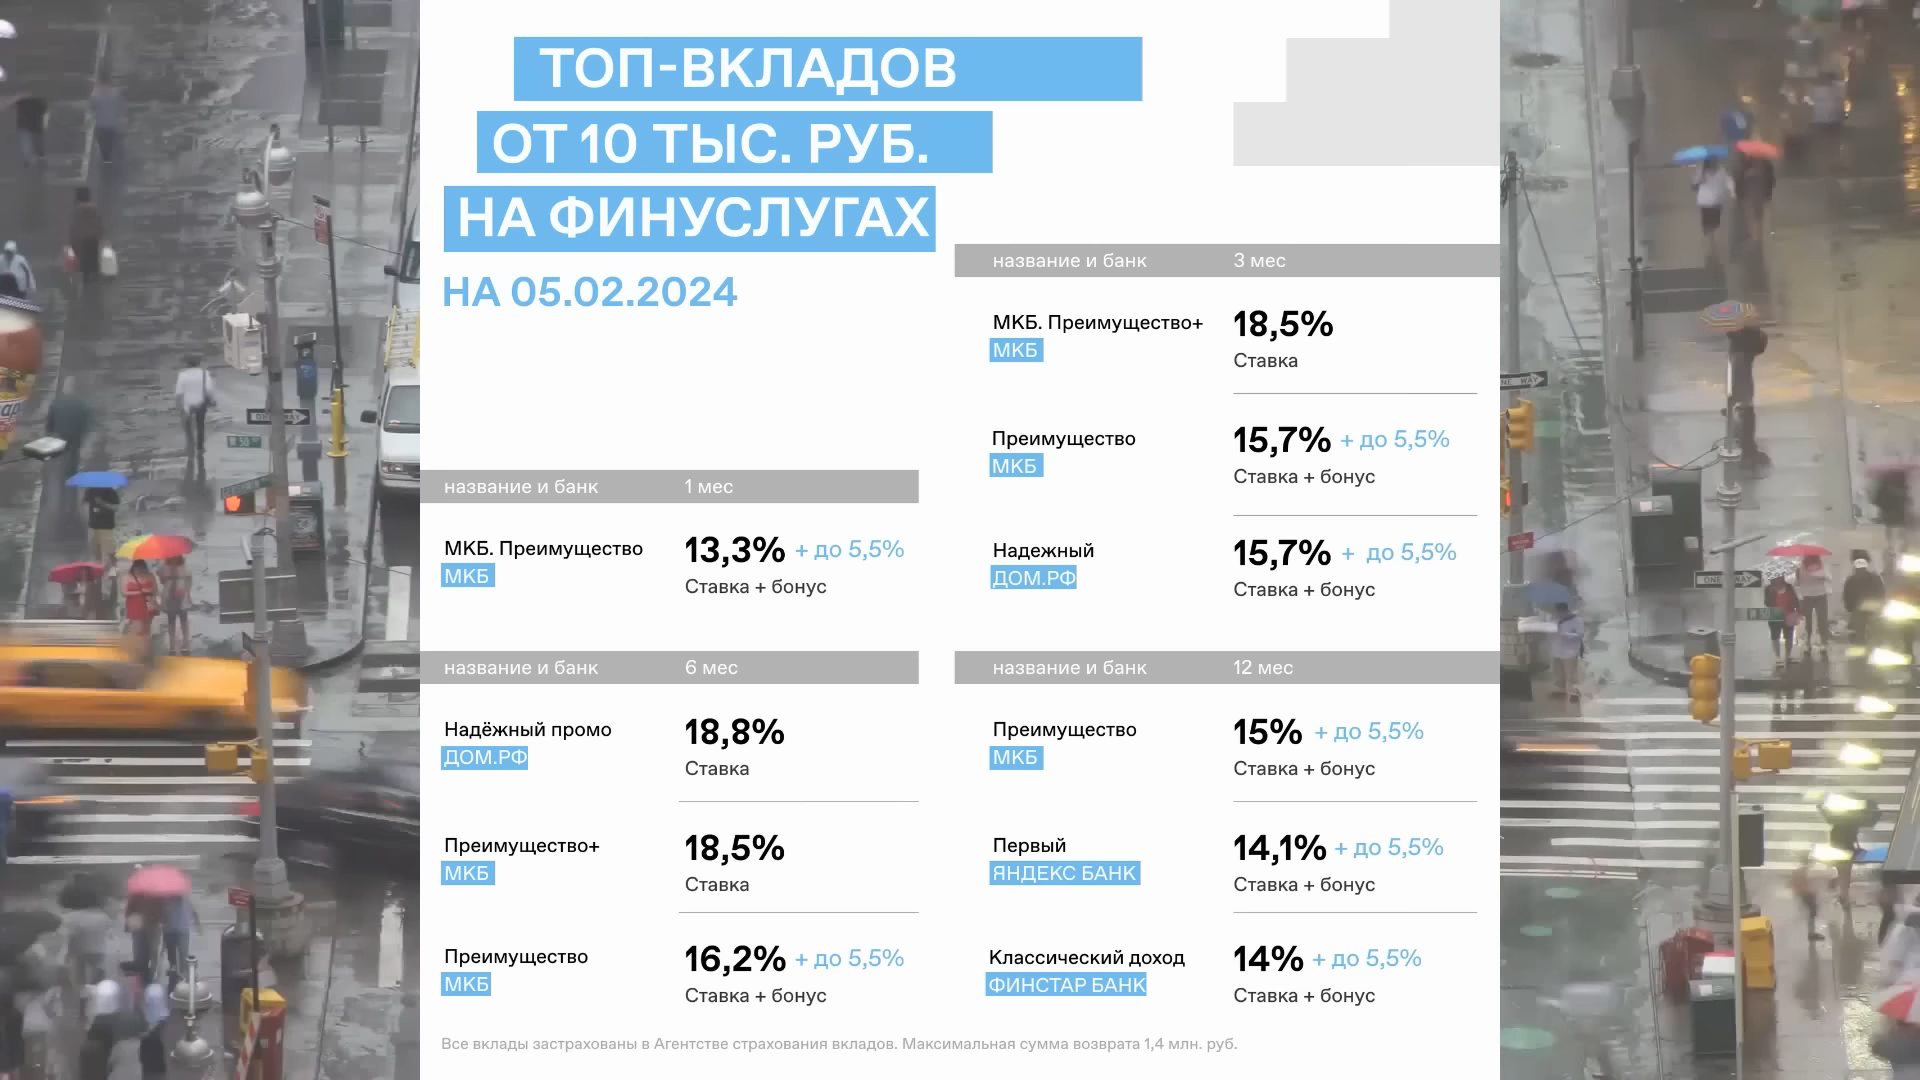 ТОП-ВКЛАДОВ
ОТ 10 ТЫС. РУБ.
НА ФИНУСЛУГАХ
НА 05.02.2024
название и банк 3 мес
МКБ. Преимущество+ 18,5%
МКБ Ставка
Преимущество 15,7% + до 5,5%
МКБ Ставка + бонус
Надежный 15,7% + до 5,5%
ДОМ.РФ Ставка + бонус
название и банк 1 мес
МКБ. Преимущество 13,3% + до 5,5%
МКБ Ставка + бонус
название и банк 6 мес
Надёжный промо 18,8%
ДОМ.РФ Ставка
Преимущество+ 18,5%
МКБ Ставка
Преимущество 16,2% + до 5,5%
МКБ Ставка + бонус
название и банк 12 мес
Преимущество 15% + до 5,5%
МКБ Ставка + бонус
Первый 14,1% + до 5,5%
ЯНДЕКС БАНК Ставка + бонус
Классический доход 14% + до 5,5%
ФИНСТАР БАНК Ставка + бонус
Все вклады застрахованы в Агентстве страхования вкладов. Максимальная сумма возврата 1,4 млн. руб.